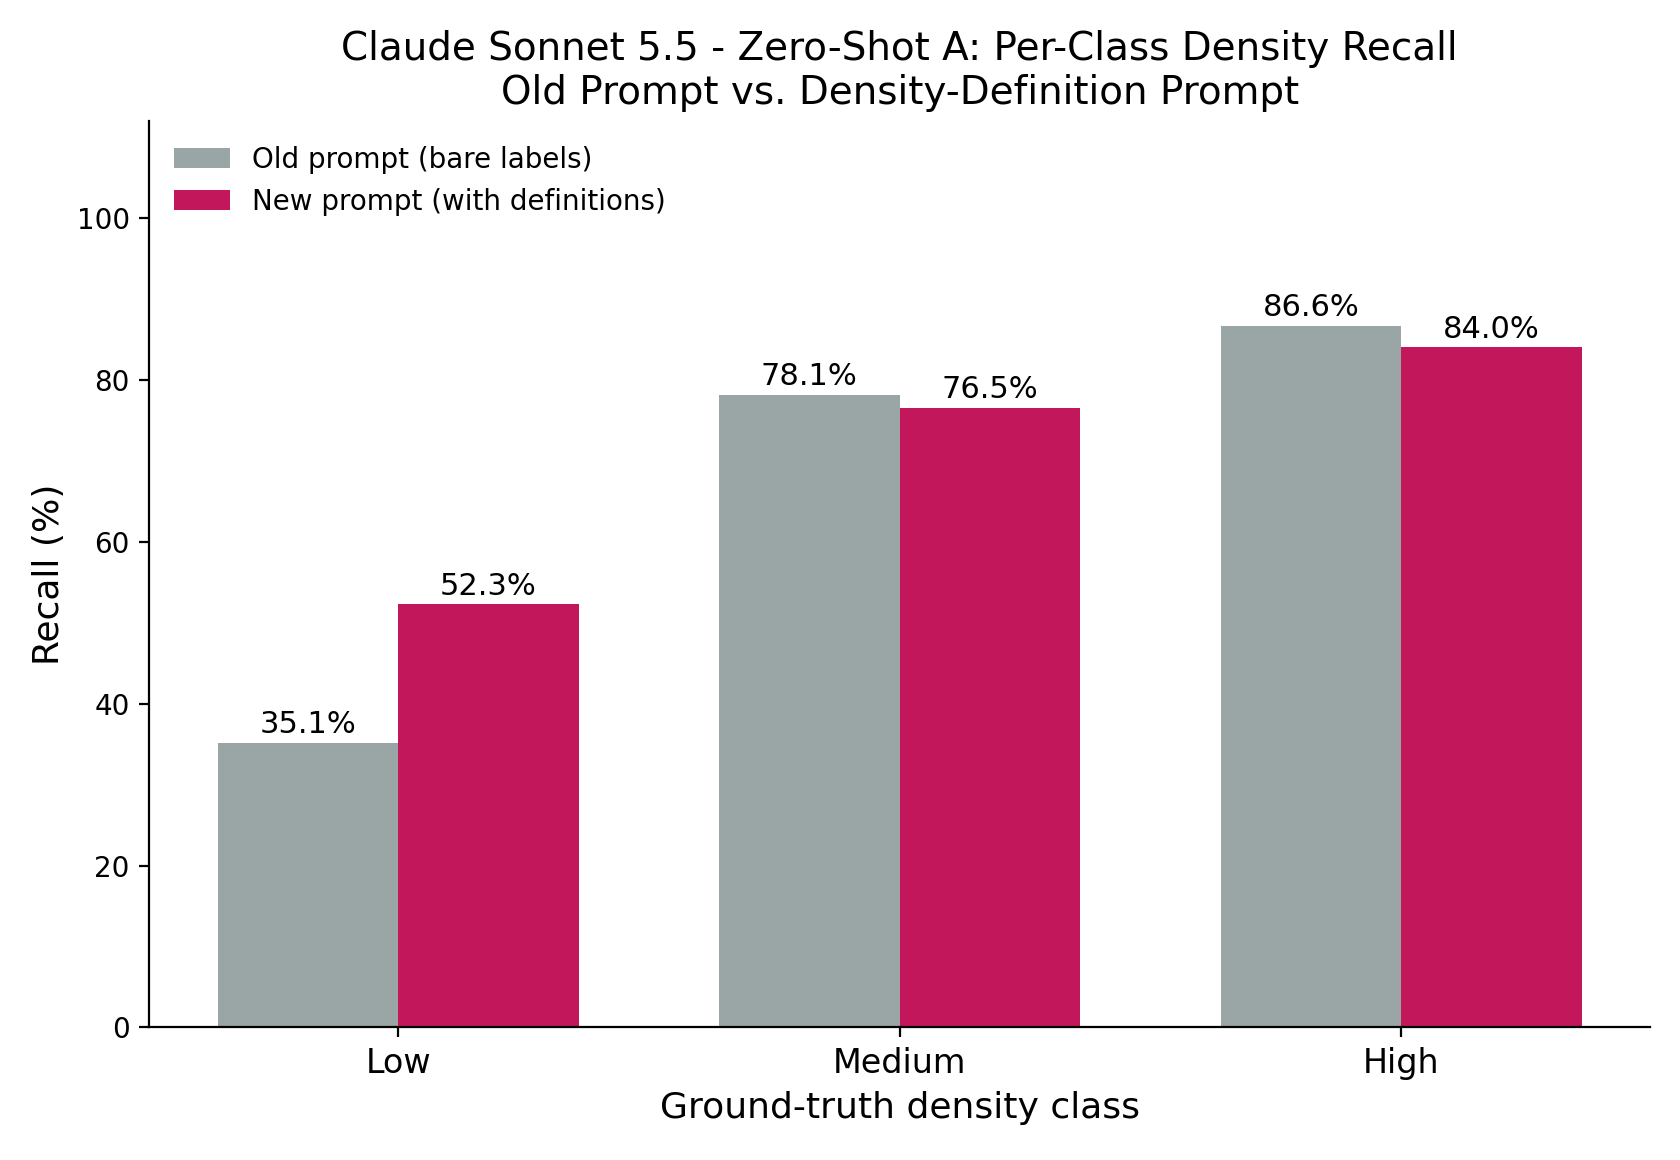 Claude Sonnet 5.5 - Zero-Shot A: Per-Class Density Recall
Old Prompt vs. Density-Definition Prompt
Old prompt (bare labels)
New prompt (with definitions)
100
80
60
40
20
0
Recall (%)
35.1%
52.3%
78.1%
76.5%
86.6%
84.0%
Low
Medium
High
Ground-truth density class